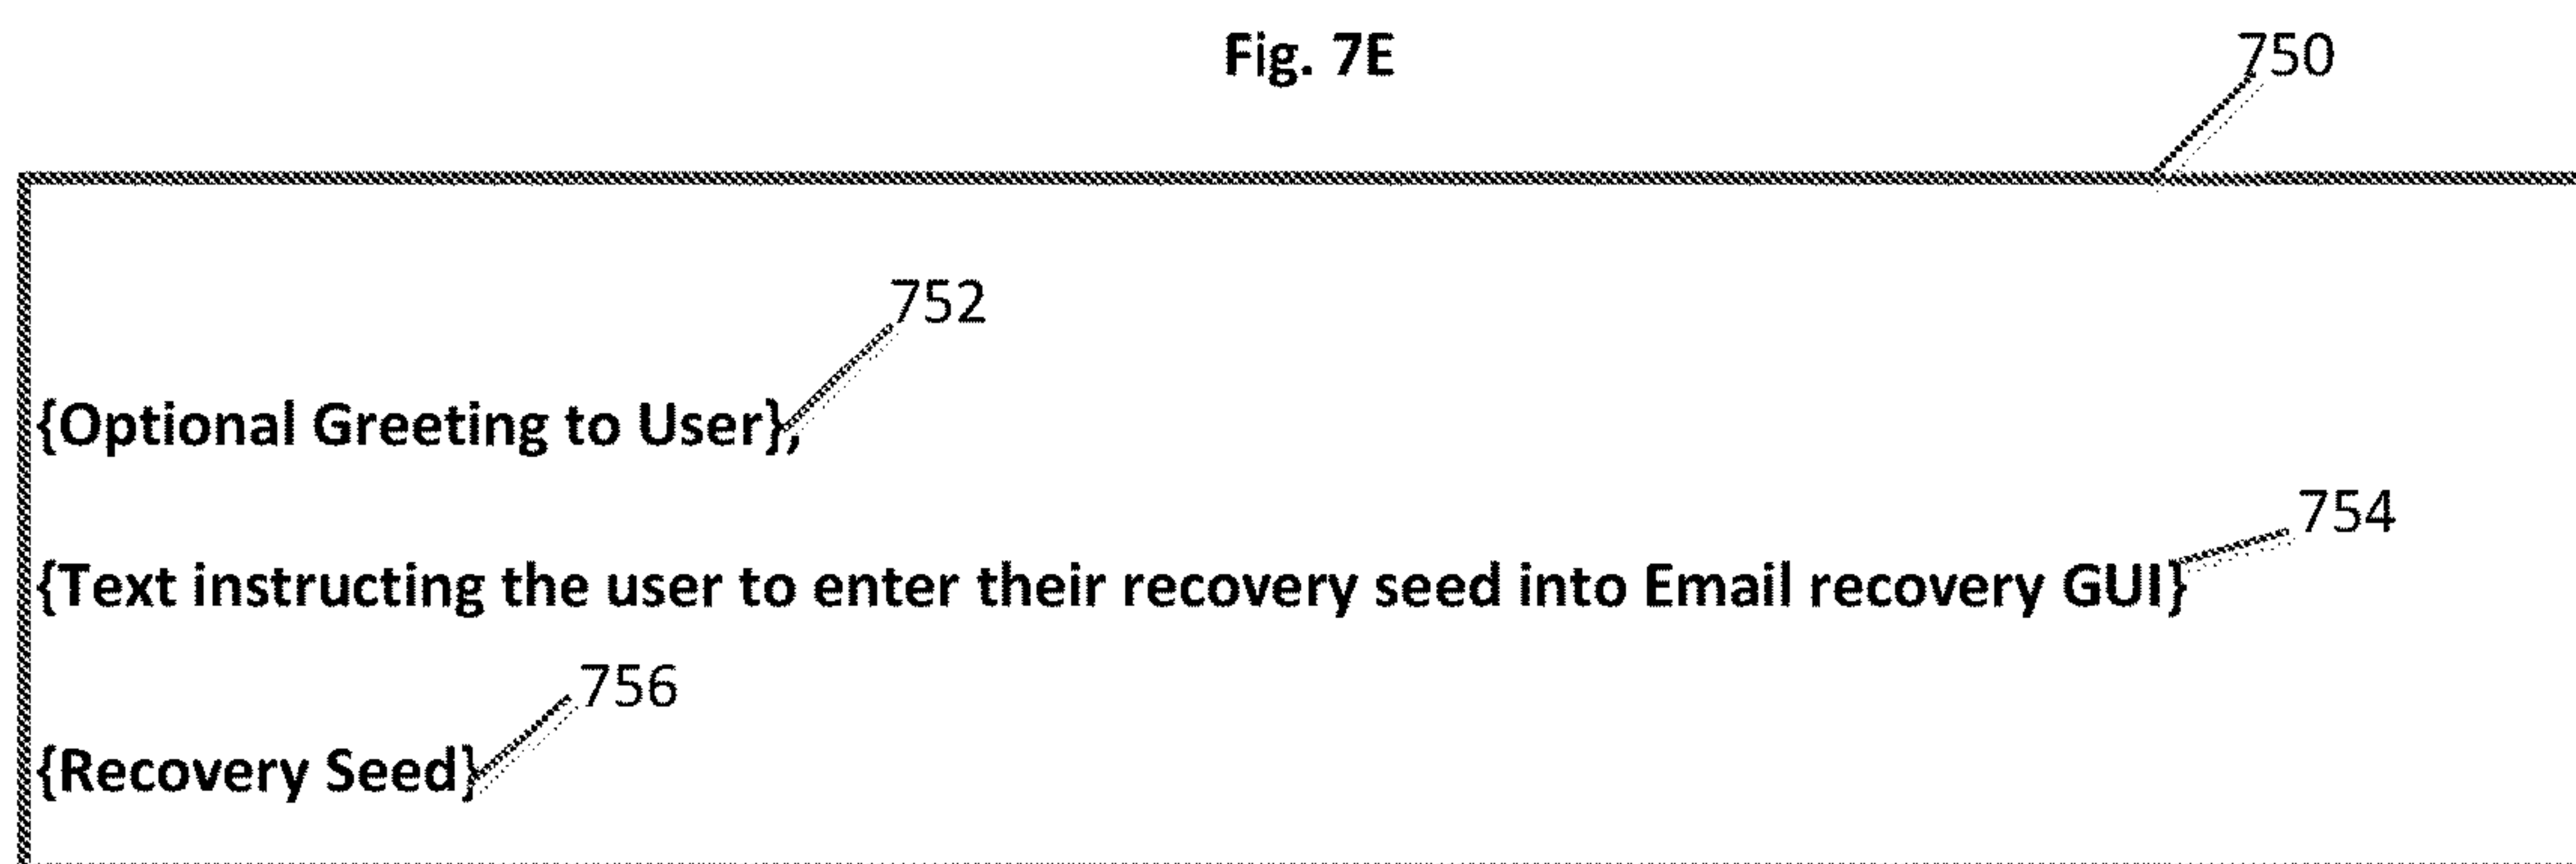 Fig. 7E
750
752
{Optional Greeting to User},
754
{Text instructing the user to enter their recovery seed into Email recovery GUI}
756
{Recovery Seed}